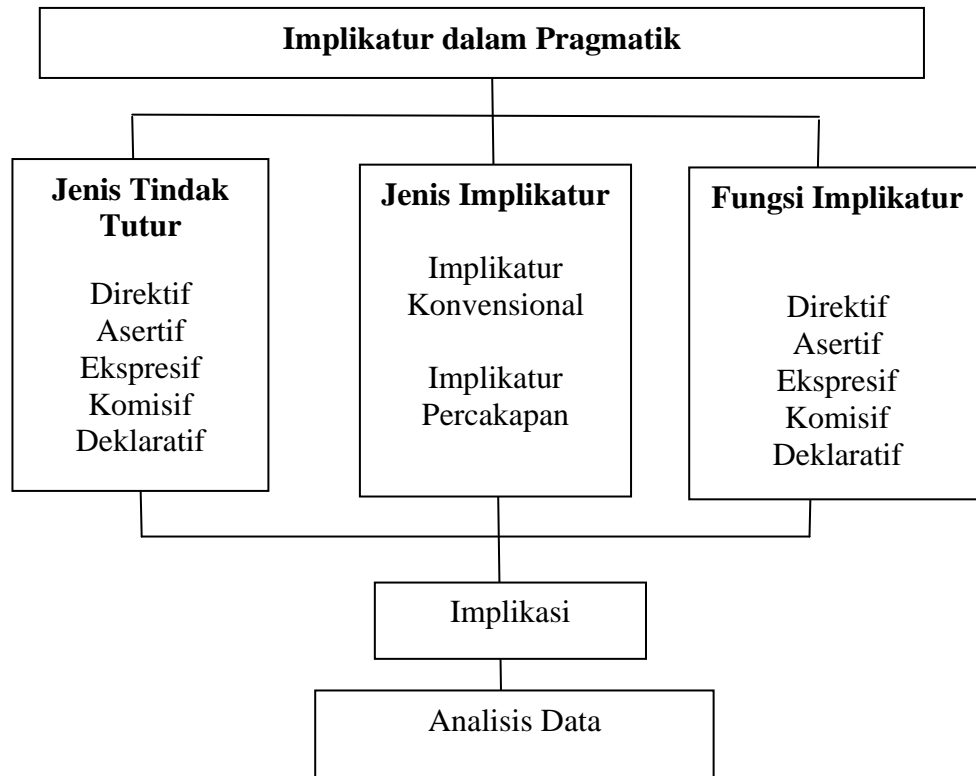 Implikatur dalam Pragmatik
Jenis Tindak
Tutur
Direktif
Asertif
Ekspresif
Komisif
Deklaratif
Jenis Implikatur
Implikatur
Konvensional
Implikatur
Percakapan
Fungsi Implikatur
Direktif
Asertif
Ekspresif
Komisif
Deklaratif
Implikasi
Analisis Data